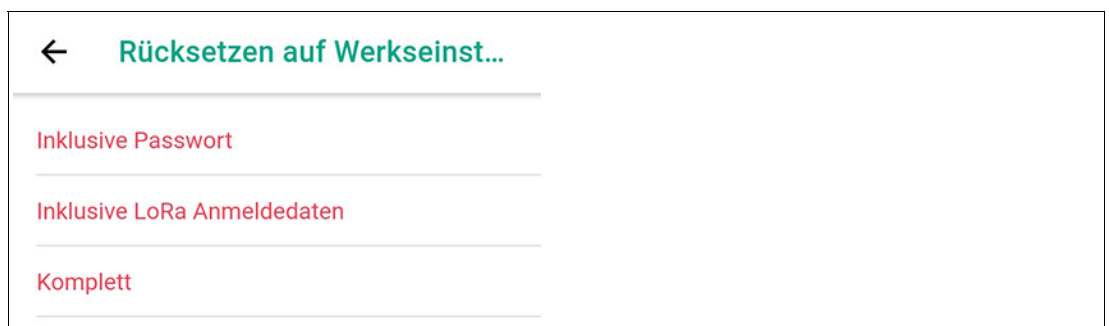 Rücksetzen auf Werkseinst...
Inklusive Passwort
Inklusive LoRa Anmeldedaten
Komplett